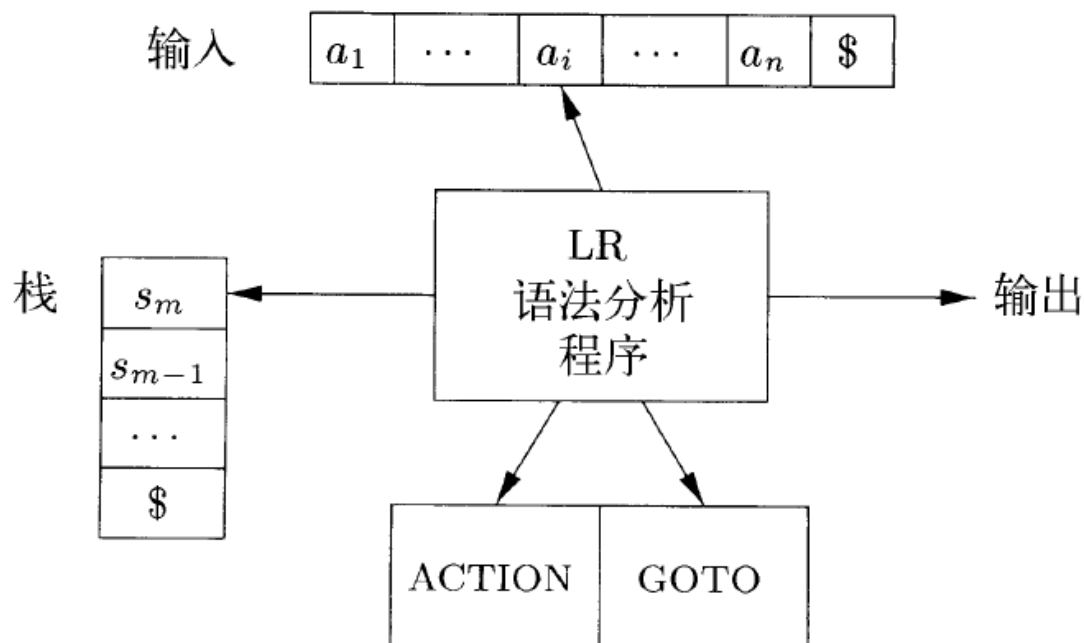 输入 a₁ ··· aᵢ ··· aₙ $
LR
语法分析
程序
栈
sₘ
sₘ₋₁
···
$
输出
ACTION GOTO